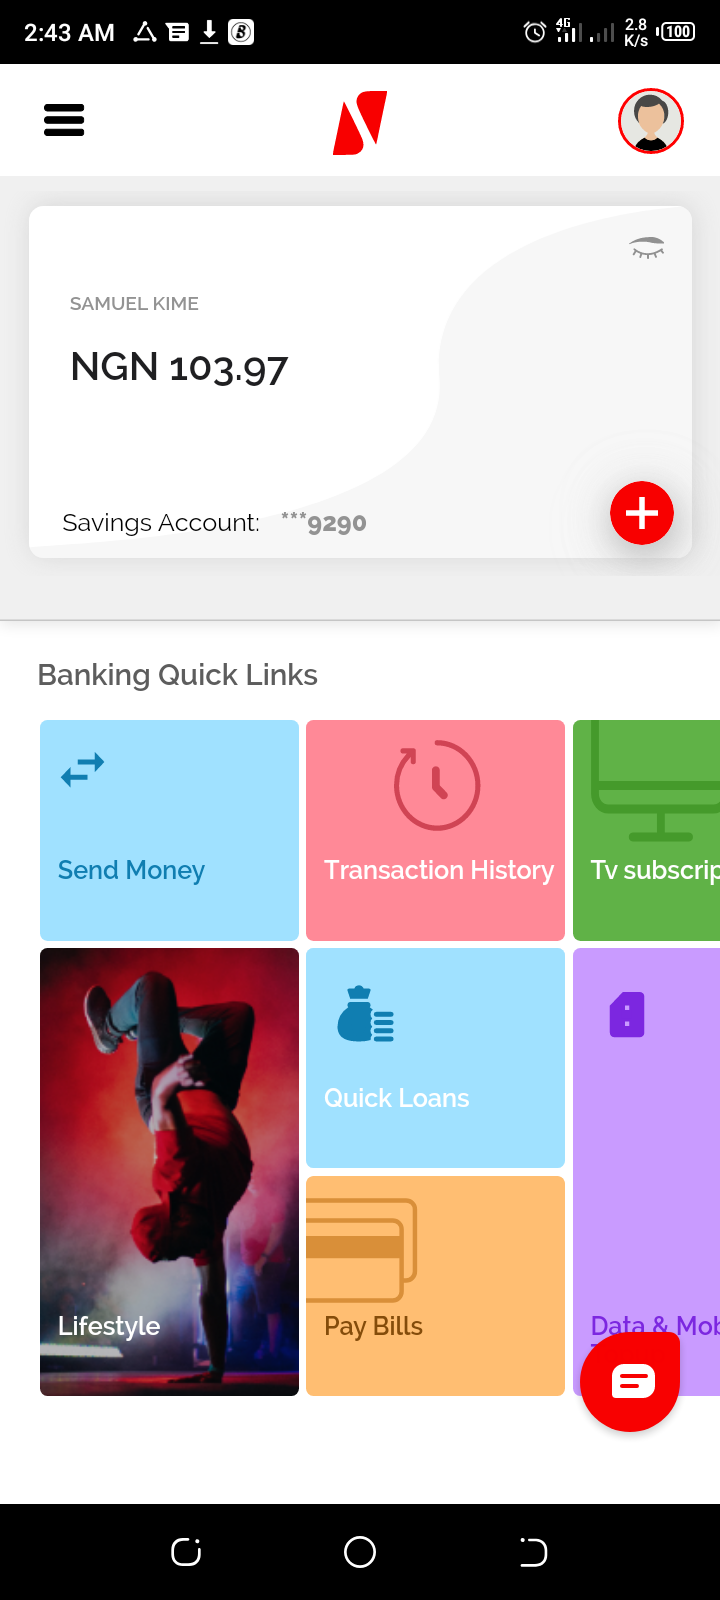 2:43 AM
4G
2.8
K/s
100
SAMUEL KIME
NGN 103.97
Savings Account: ***9290
Banking Quick Links
Send Money
Transaction History
Tv subscrip
Quick Loans
Lifestyle
Pay Bills
Data & Mob